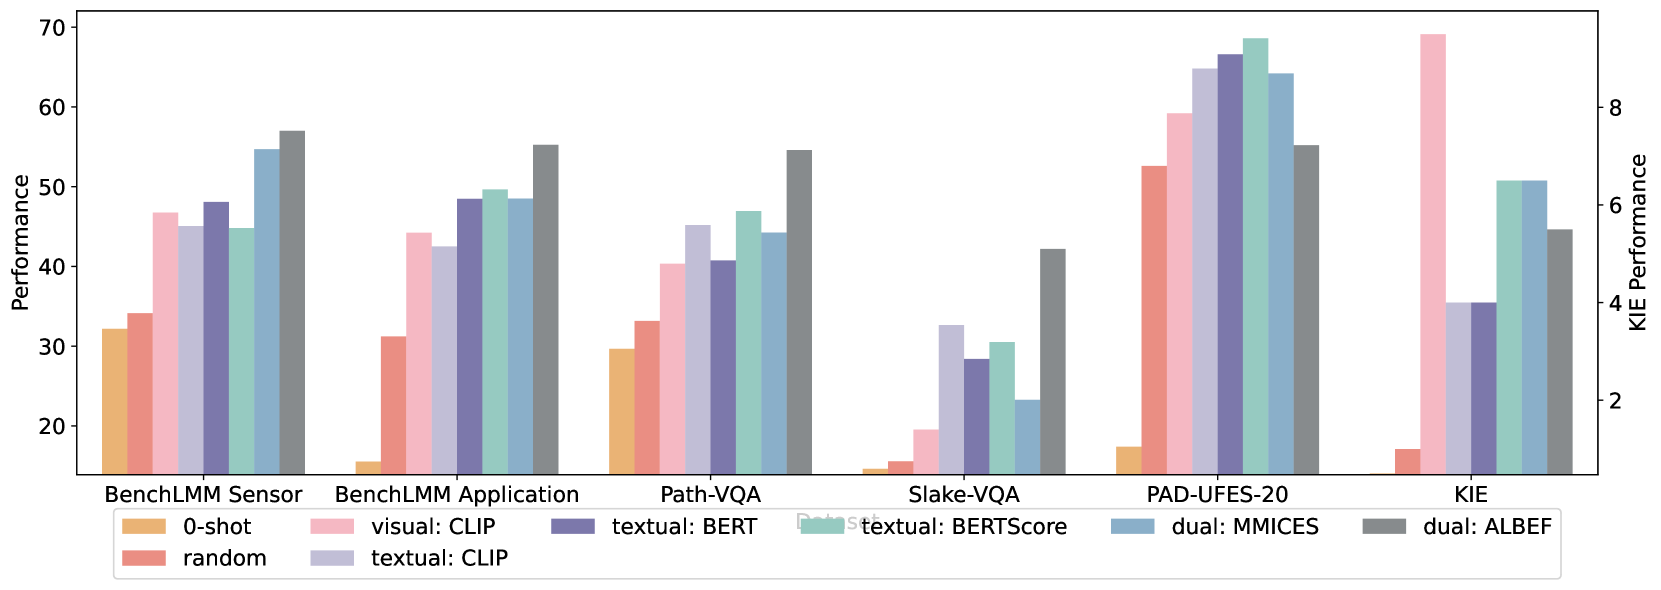 70
60
50
40
30
20
Performance
8
6
4
2
KIE Performance
BenchLMM Sensor BenchLMM Application Path-VQA Slake-VQA PAD-UFES-20 KIE
Dataset
0-shot visual: CLIP textual: BERT textual: BERTScore dual: MMICES dual: ALBEF
random textual: CLIP